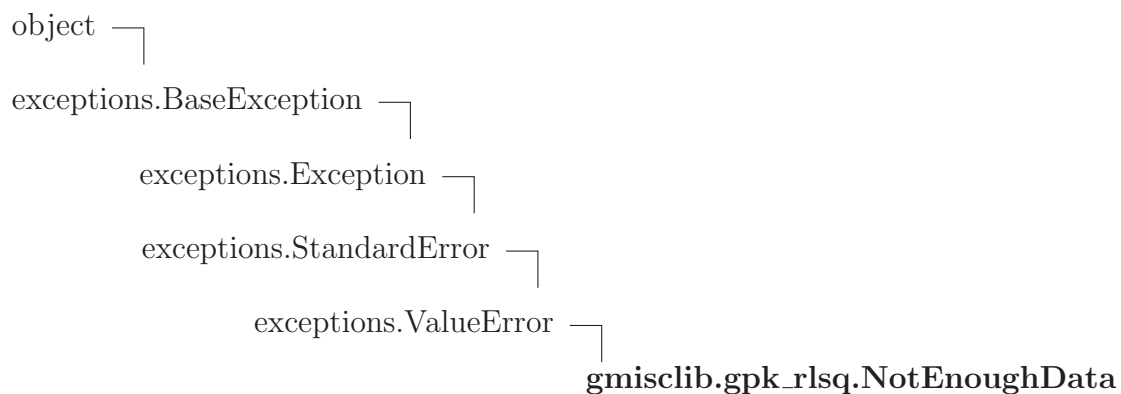 object
exceptions.BaseException
exceptions.Exception
exceptions.StandardError
exceptions.ValueError
gmisclib.gpk_rlsq.NotEnoughData